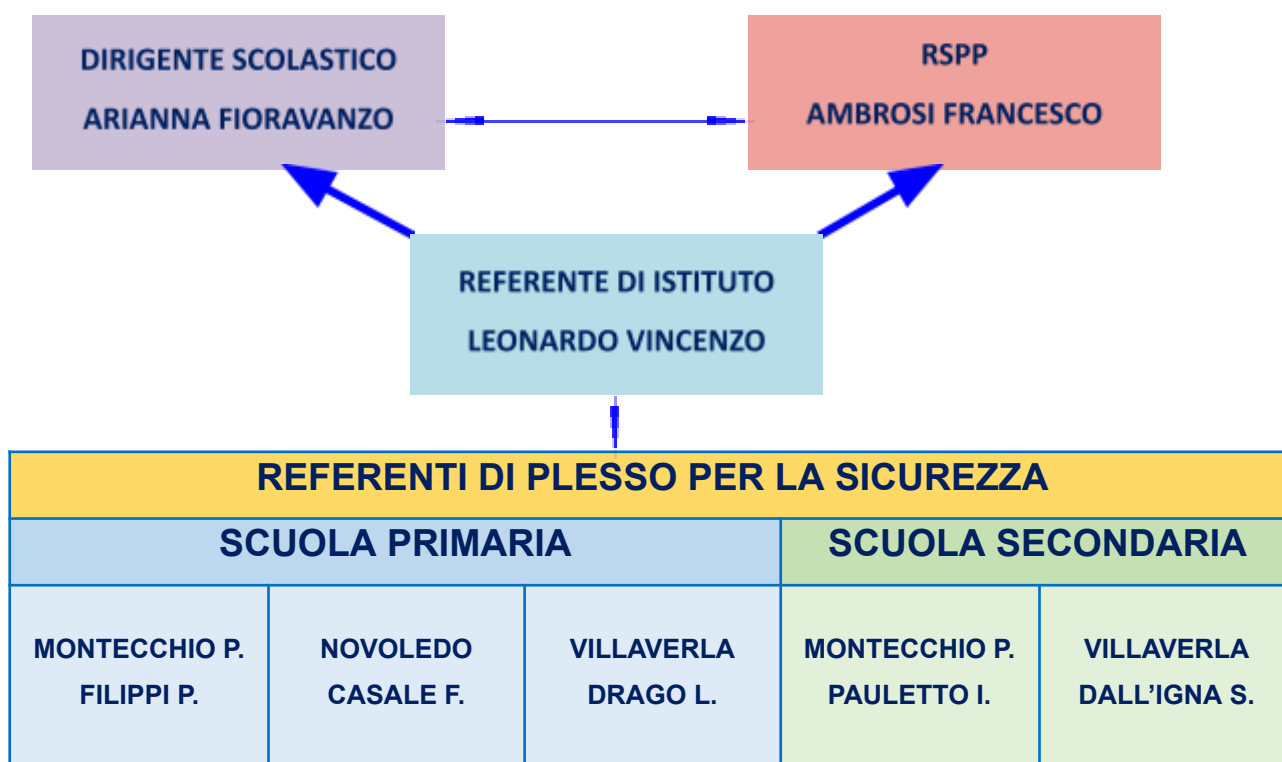 DIRIGENTE SCOLASTICO
ARIANNA FIORAVANZO
RSPP
AMBROSI FRANCESCO
REFERENTE DI ISTITUTO
LEONARDO VINCENZO
REFERENTI DI PLESSO PER LA SICUREZZA
SCUOLA PRIMARIA
SCUOLA SECONDARIA
MONTECCHIO P.
FILIPPI P.
NOVOLEDO
CASALE F.
VILLAVERLA
DRAGO L.
MONTECCHIO P.
PAULETTO I.
VILLAVERLA
DALL’IGNA S.